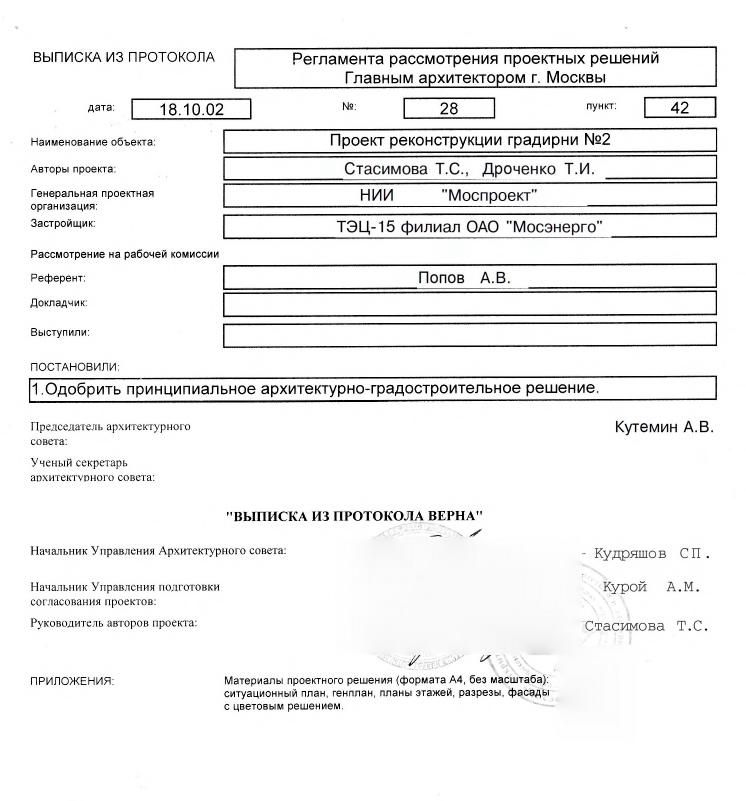 ВЫПИСКА ИЗ ПРОТОКОЛА
Регламента рассмотрения проектных решений
Главным архитектором г. Москвы
дата: 18.10.02 №: 28 пункт: 42
Наименование объекта: Проект реконструкции градирни №2
Авторы проекта: Стасимова Т.С., Дроченко Т.И.
Генеральная проектная
организация: НИИ "Моспроект"
Застройщик: ТЭЦ-15 филиал ОАО "Мосэнерго"
Рассмотрение на рабочей комиссии
Референт: Попов А.В.
Докладчик:
Выступили:
ПОСТАНОВИЛИ:
1.Одобрить принципиальное архитектурно-градостроительное решение.
Председатель архитектурного
совета: Кутемин А.В.
Ученый секретарь
архитектурного совета:
"ВЫПИСКА ИЗ ПРОТОКОЛА ВЕРНА"
Начальник Управления Архитектурного совета: Кудряшов СП.
Начальник Управления подготовки
согласования проектов: Курой А.М.
Руководитель авторов проекта: Стасимова Т.С.
ПРИЛОЖЕНИЯ: Материалы проектного решения (формата А4, без масштаба):
ситуационный план, генплан, планы этажей, разрезы, фасады
с цветовым решением.